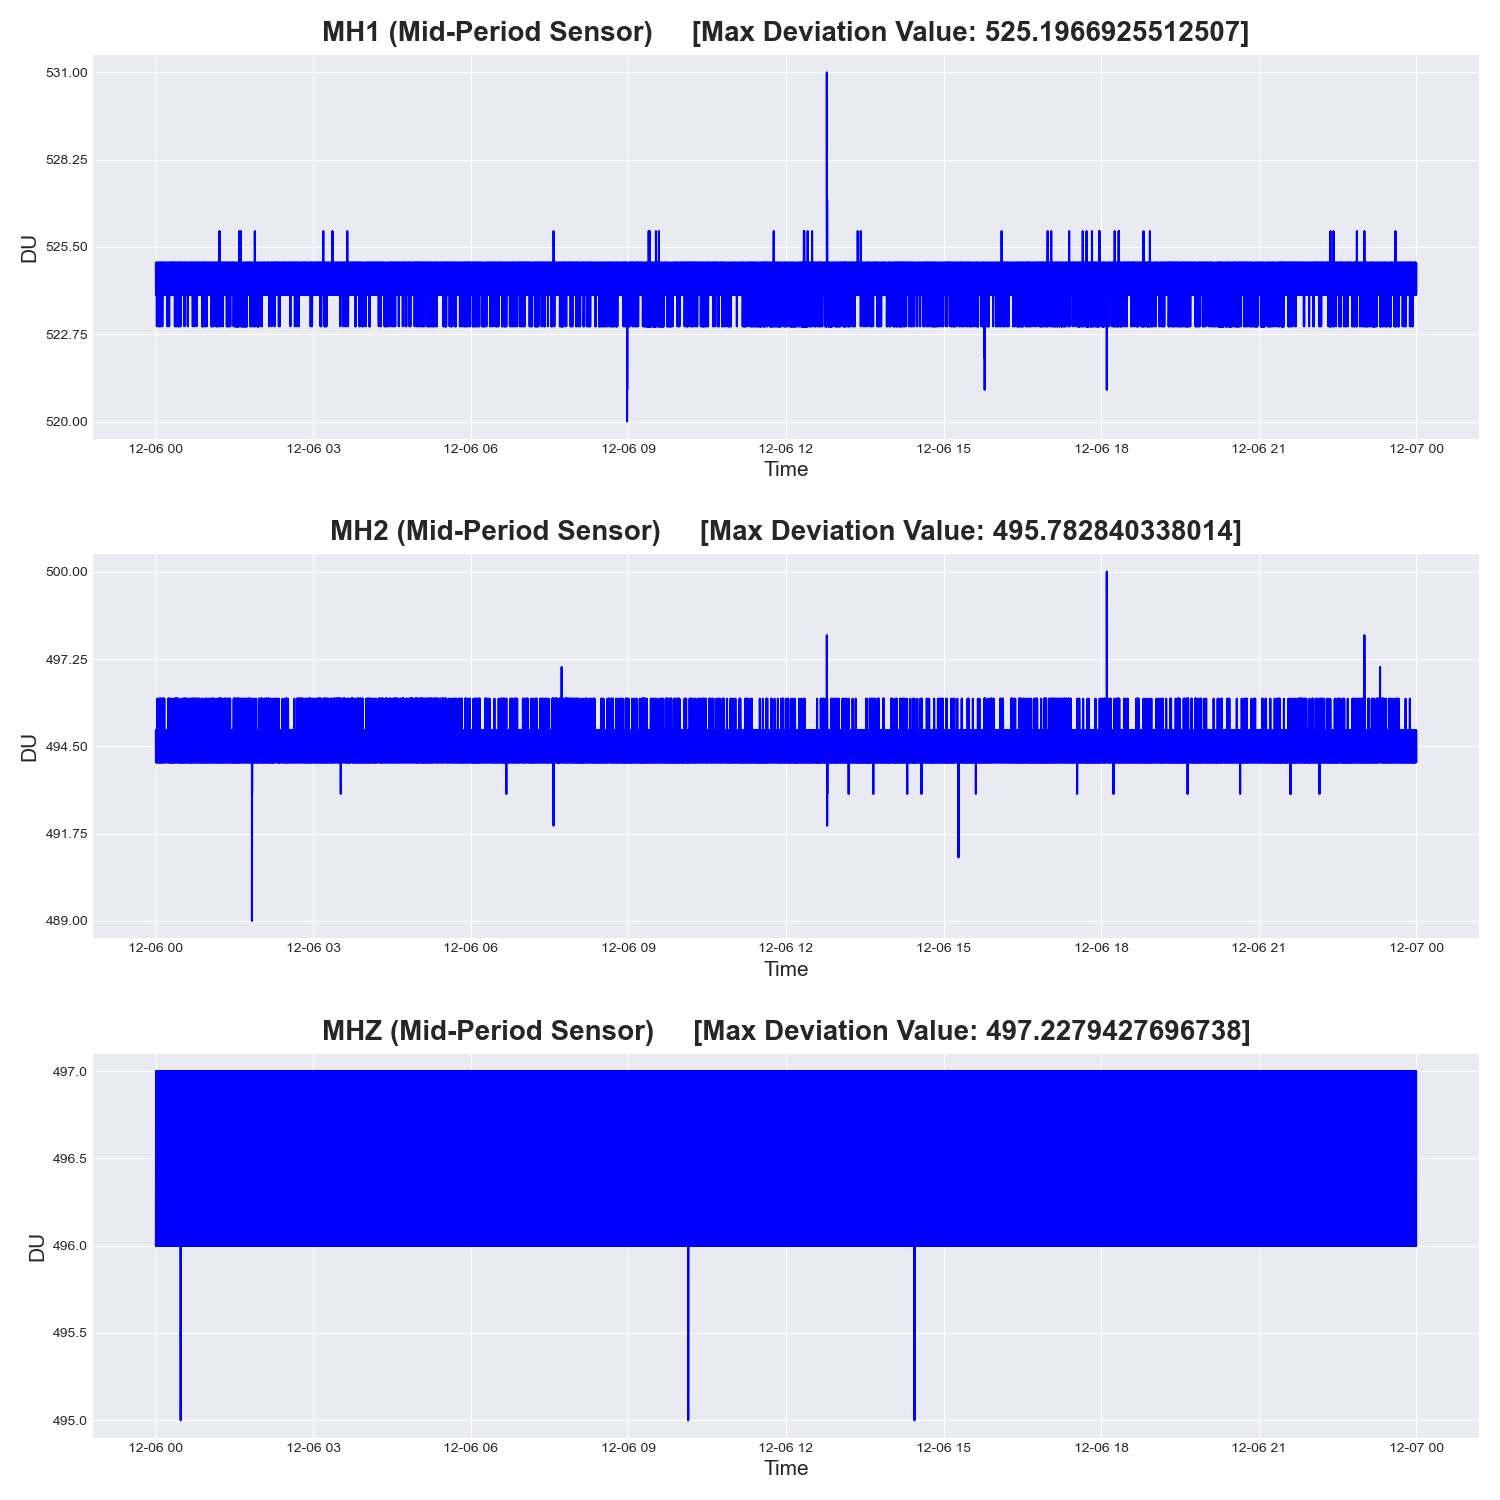 MH1 (Mid-Period Sensor) [Max Deviation Value: 525.1966925512507]
531.00
528.25
525.50
522.75
520.00
DU
12-06 00 12-06 03 12-06 06 12-06 09 12-06 12 12-06 15 12-06 18 12-06 21 12-07 00
Time
MH2 (Mid-Period Sensor) [Max Deviation Value: 495.782840338014]
500.00
497.25
494.50
491.75
489.00
DU
12-06 00 12-06 03 12-06 06 12-06 09 12-06 12 12-06 15 12-06 18 12-06 21 12-07 00
Time
MHZ (Mid-Period Sensor) [Max Deviation Value: 497.2279427696738]
497.0
496.5
496.0
495.5
495.0
DU
12-06 00 12-06 03 12-06 06 12-06 09 12-06 12 12-06 15 12-06 18 12-06 21 12-07 00
Time